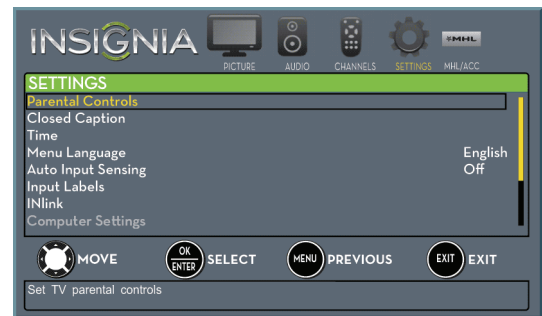 INSIGNIA
PICTURE AUDIO CHANNELS SETTINGS MHL/ACC
MHL
SETTINGS
Parental Controls
Closed Caption
Time
Menu Language English
Auto Input Sensing Off
Input Labels
INlink
Computer Settings
MOVE OK ENTER SELECT MENU PREVIOUS EXIT EXIT
Set TV parental controls